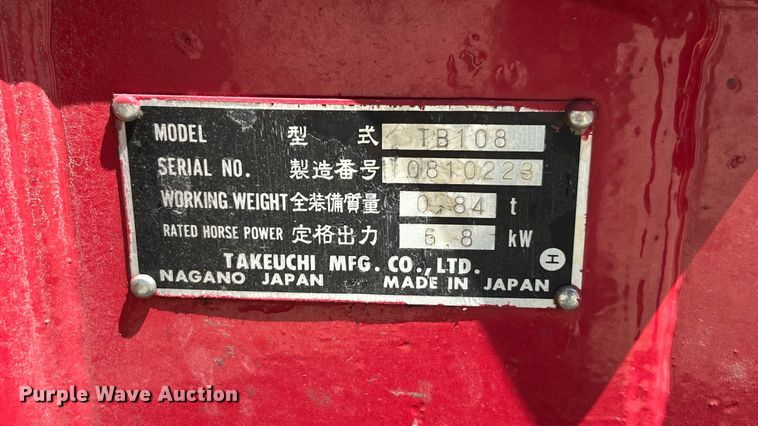 MODEL 型式 TB108
SERIAL NO. 製造番号 10810223
WORKING.WEIGHT 全装備質量 0.84 t
RATED HORSE POWER 定格出力 6.8 kW
TAKEUCHI MFG. CO., LTD. エ
NAGANO JAPAN MADE IN JAPAN
Purple Wave Auction